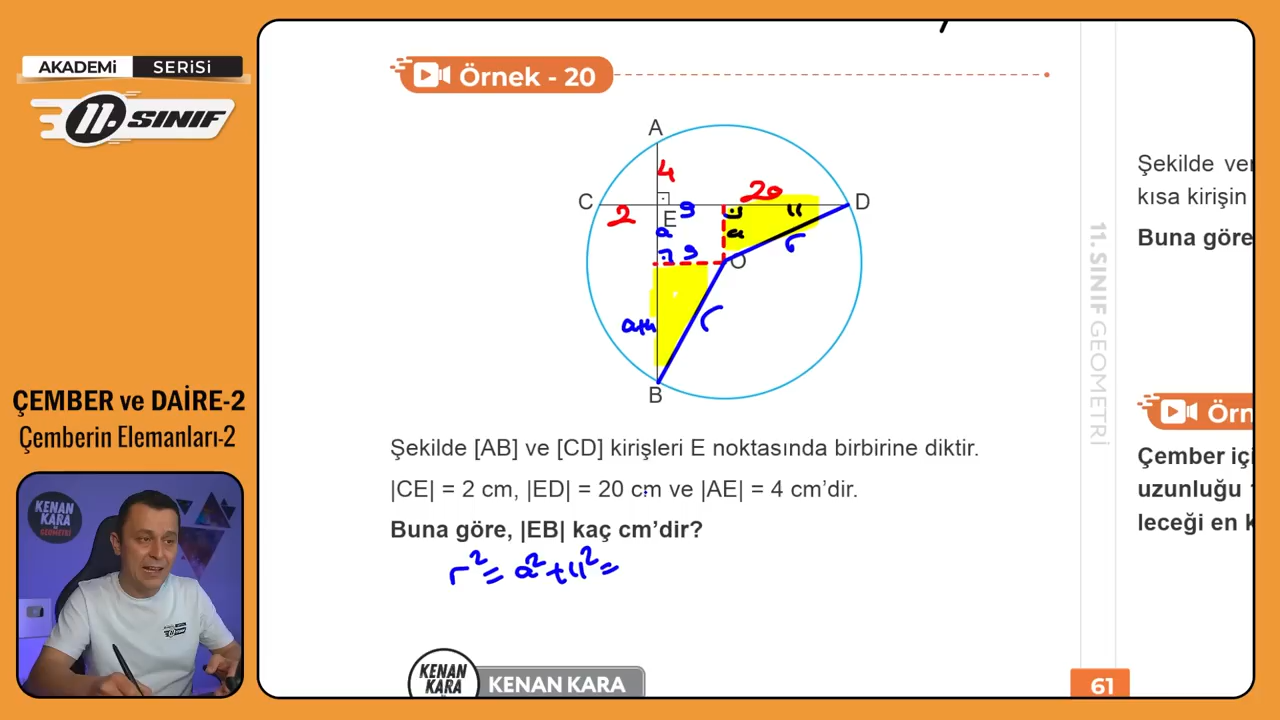 AKADEMİ SERİSİ
11. SINIF
Örnek - 20
A
4
C
2
E
9
20
11
D
a
a
9
O
r
r
a+4
B
Şekilde [AB] ve [CD] kirişleri E noktasında birbirine diktir.
|CE| = 2 cm, |ED| = 20 cm ve |AE| = 4 cm’dir.
Buna göre, |EB| kaç cm’dir?
r² = a² + 11² =
KENAN KARA
KENAN KARA
11. SINIF GEOMETRİ
61
Şekilde ver
kısa kirişin
Buna göre
Örn
Çember içi
uzunluğu
leceği en k
ÇEMBER ve DAİRE-2
Çemberin Elemanları-2
KENAN
KARA
GEOMETRİ